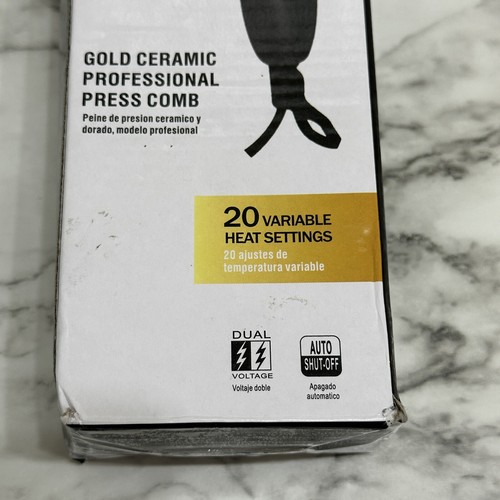 GOLD CERAMIC
PROFESSIONAL
PRESS COMB
Peine de presion ceramico y
dorado, modelo profesional
20 VARIABLE
HEAT SETTINGS
20 ajustes de
temperatura variable
DUAL
VOLTAGE
Voltaje doble
AUTO
SHUT-OFF
Apagado
automatico